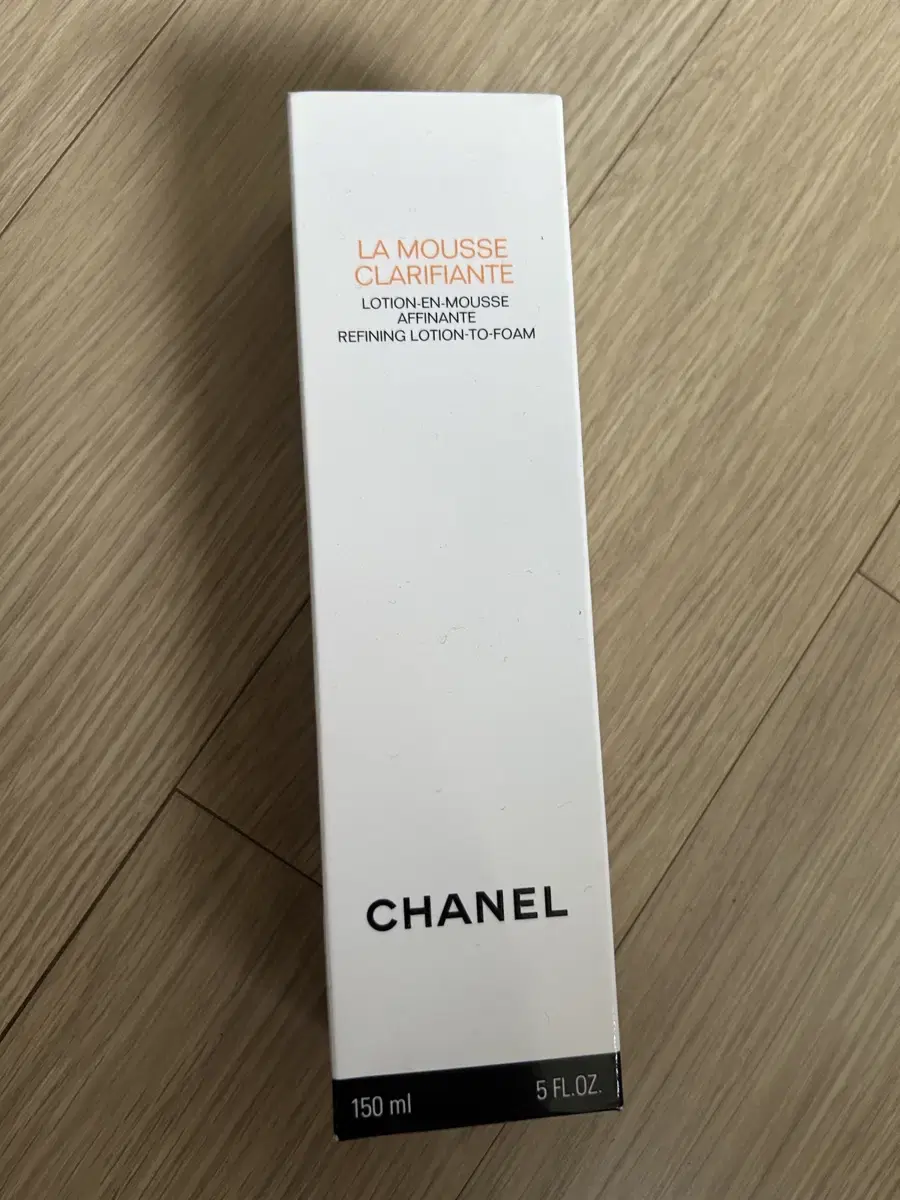 LA MOUSSE
CLARIFIANTE
LOTION-EN-MOUSSE
AFFINANTE
REFINING LOTION-TO-FOAM
CHANEL
150 ml 5 FL.OZ.